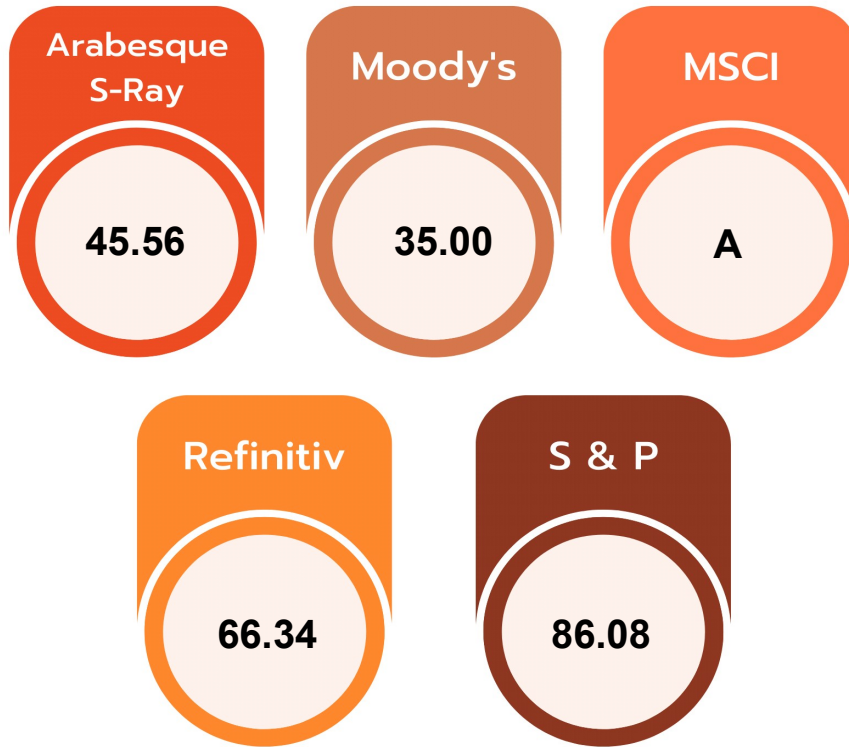 Arabesque
S-Ray
45.56
Moody's
35.00
MSCI
A
Refinitiv
66.34
S & P
86.08